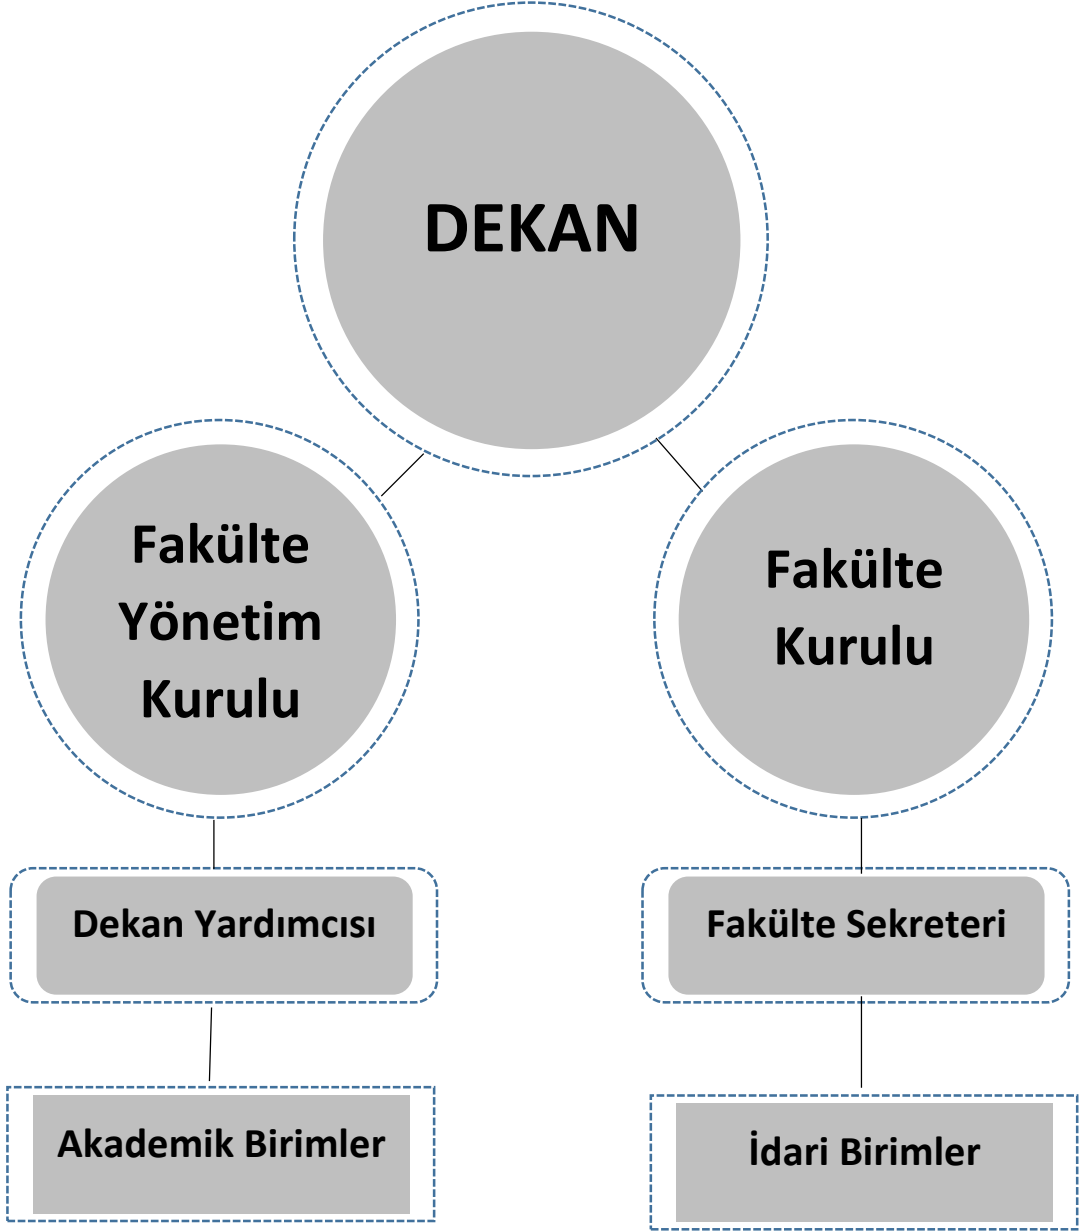 DEKAN
Fakülte
Yönetim
Kurulu
Fakülte
Kurulu
Dekan Yardımcısı
Fakülte Sekreteri
Akademik Birimler
İdari Birimler